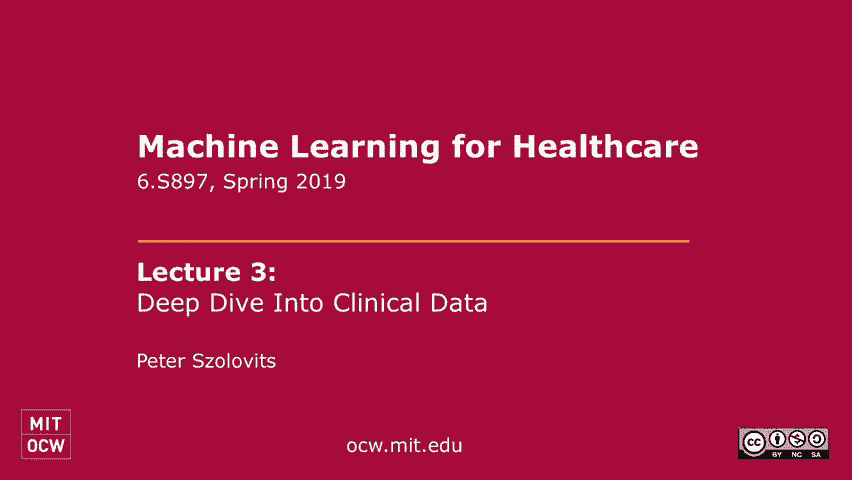 Machine Learning for Healthcare
6.S897, Spring 2019
Lecture 3:
Deep Dive Into Clinical Data
Peter Szolovits
MIT
OCW
ocw.mit.edu
cc
BY NC SA